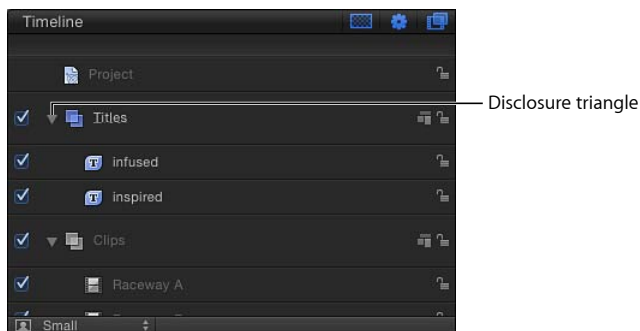 Timeline
Project
Titles
Disclosure triangle
T infused
T inspired
Clips
Raceway A
Small